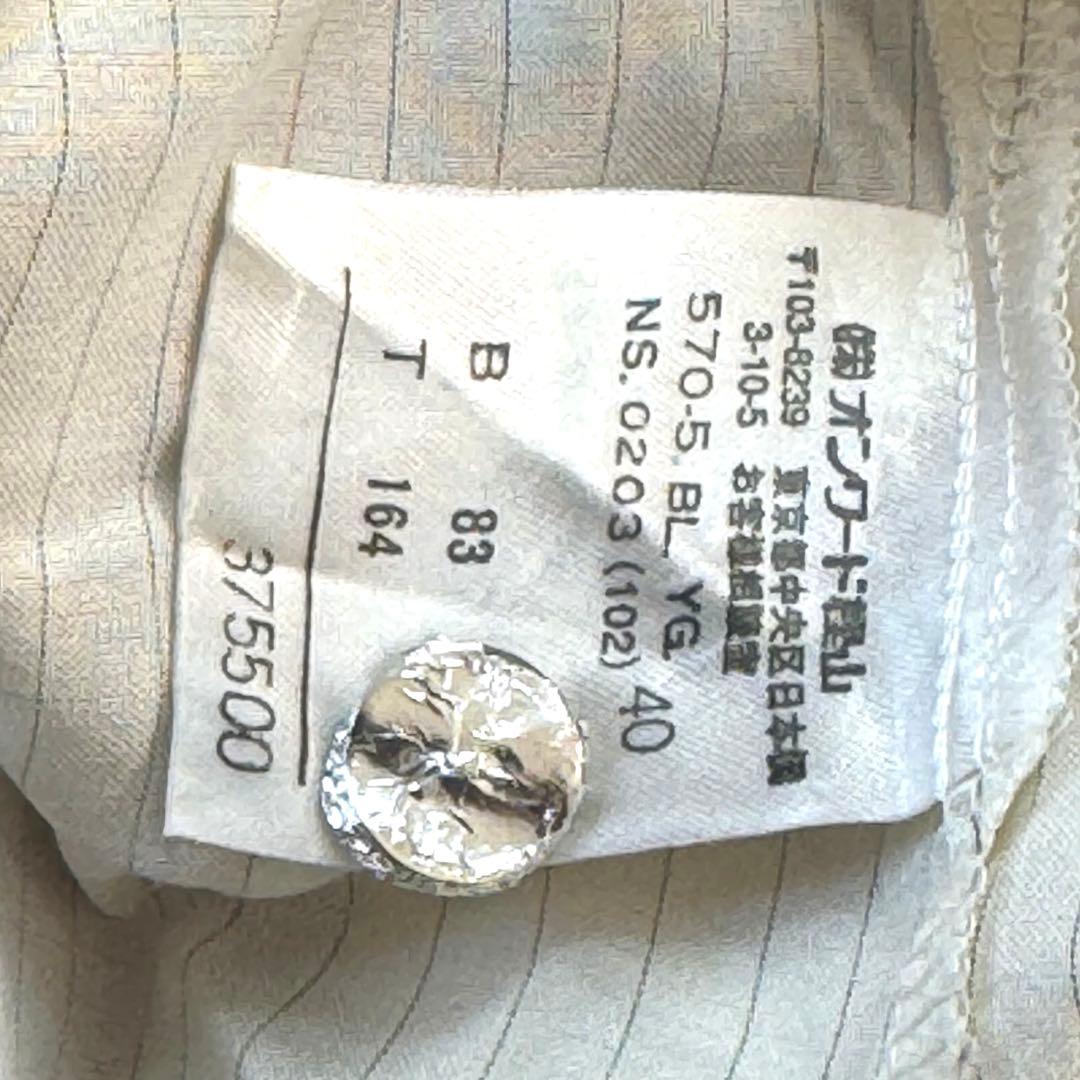 ㈱オンワード樫山
〒103-8239 東京都中央区日本橋
3-10-5 お客様相談室
570-5 BL YG
NS.0203(102) 40
B 83
T 164
375500